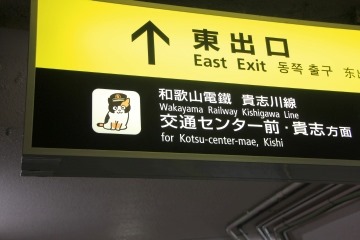 ↑ 東出口
East Exit 동쪽 출구 东出
和歌山電鐵 貴志川線
Wakayama Railway Kishigawa Line
交通センター前・貴志方面
for Kotsu-center-mae, Kishi